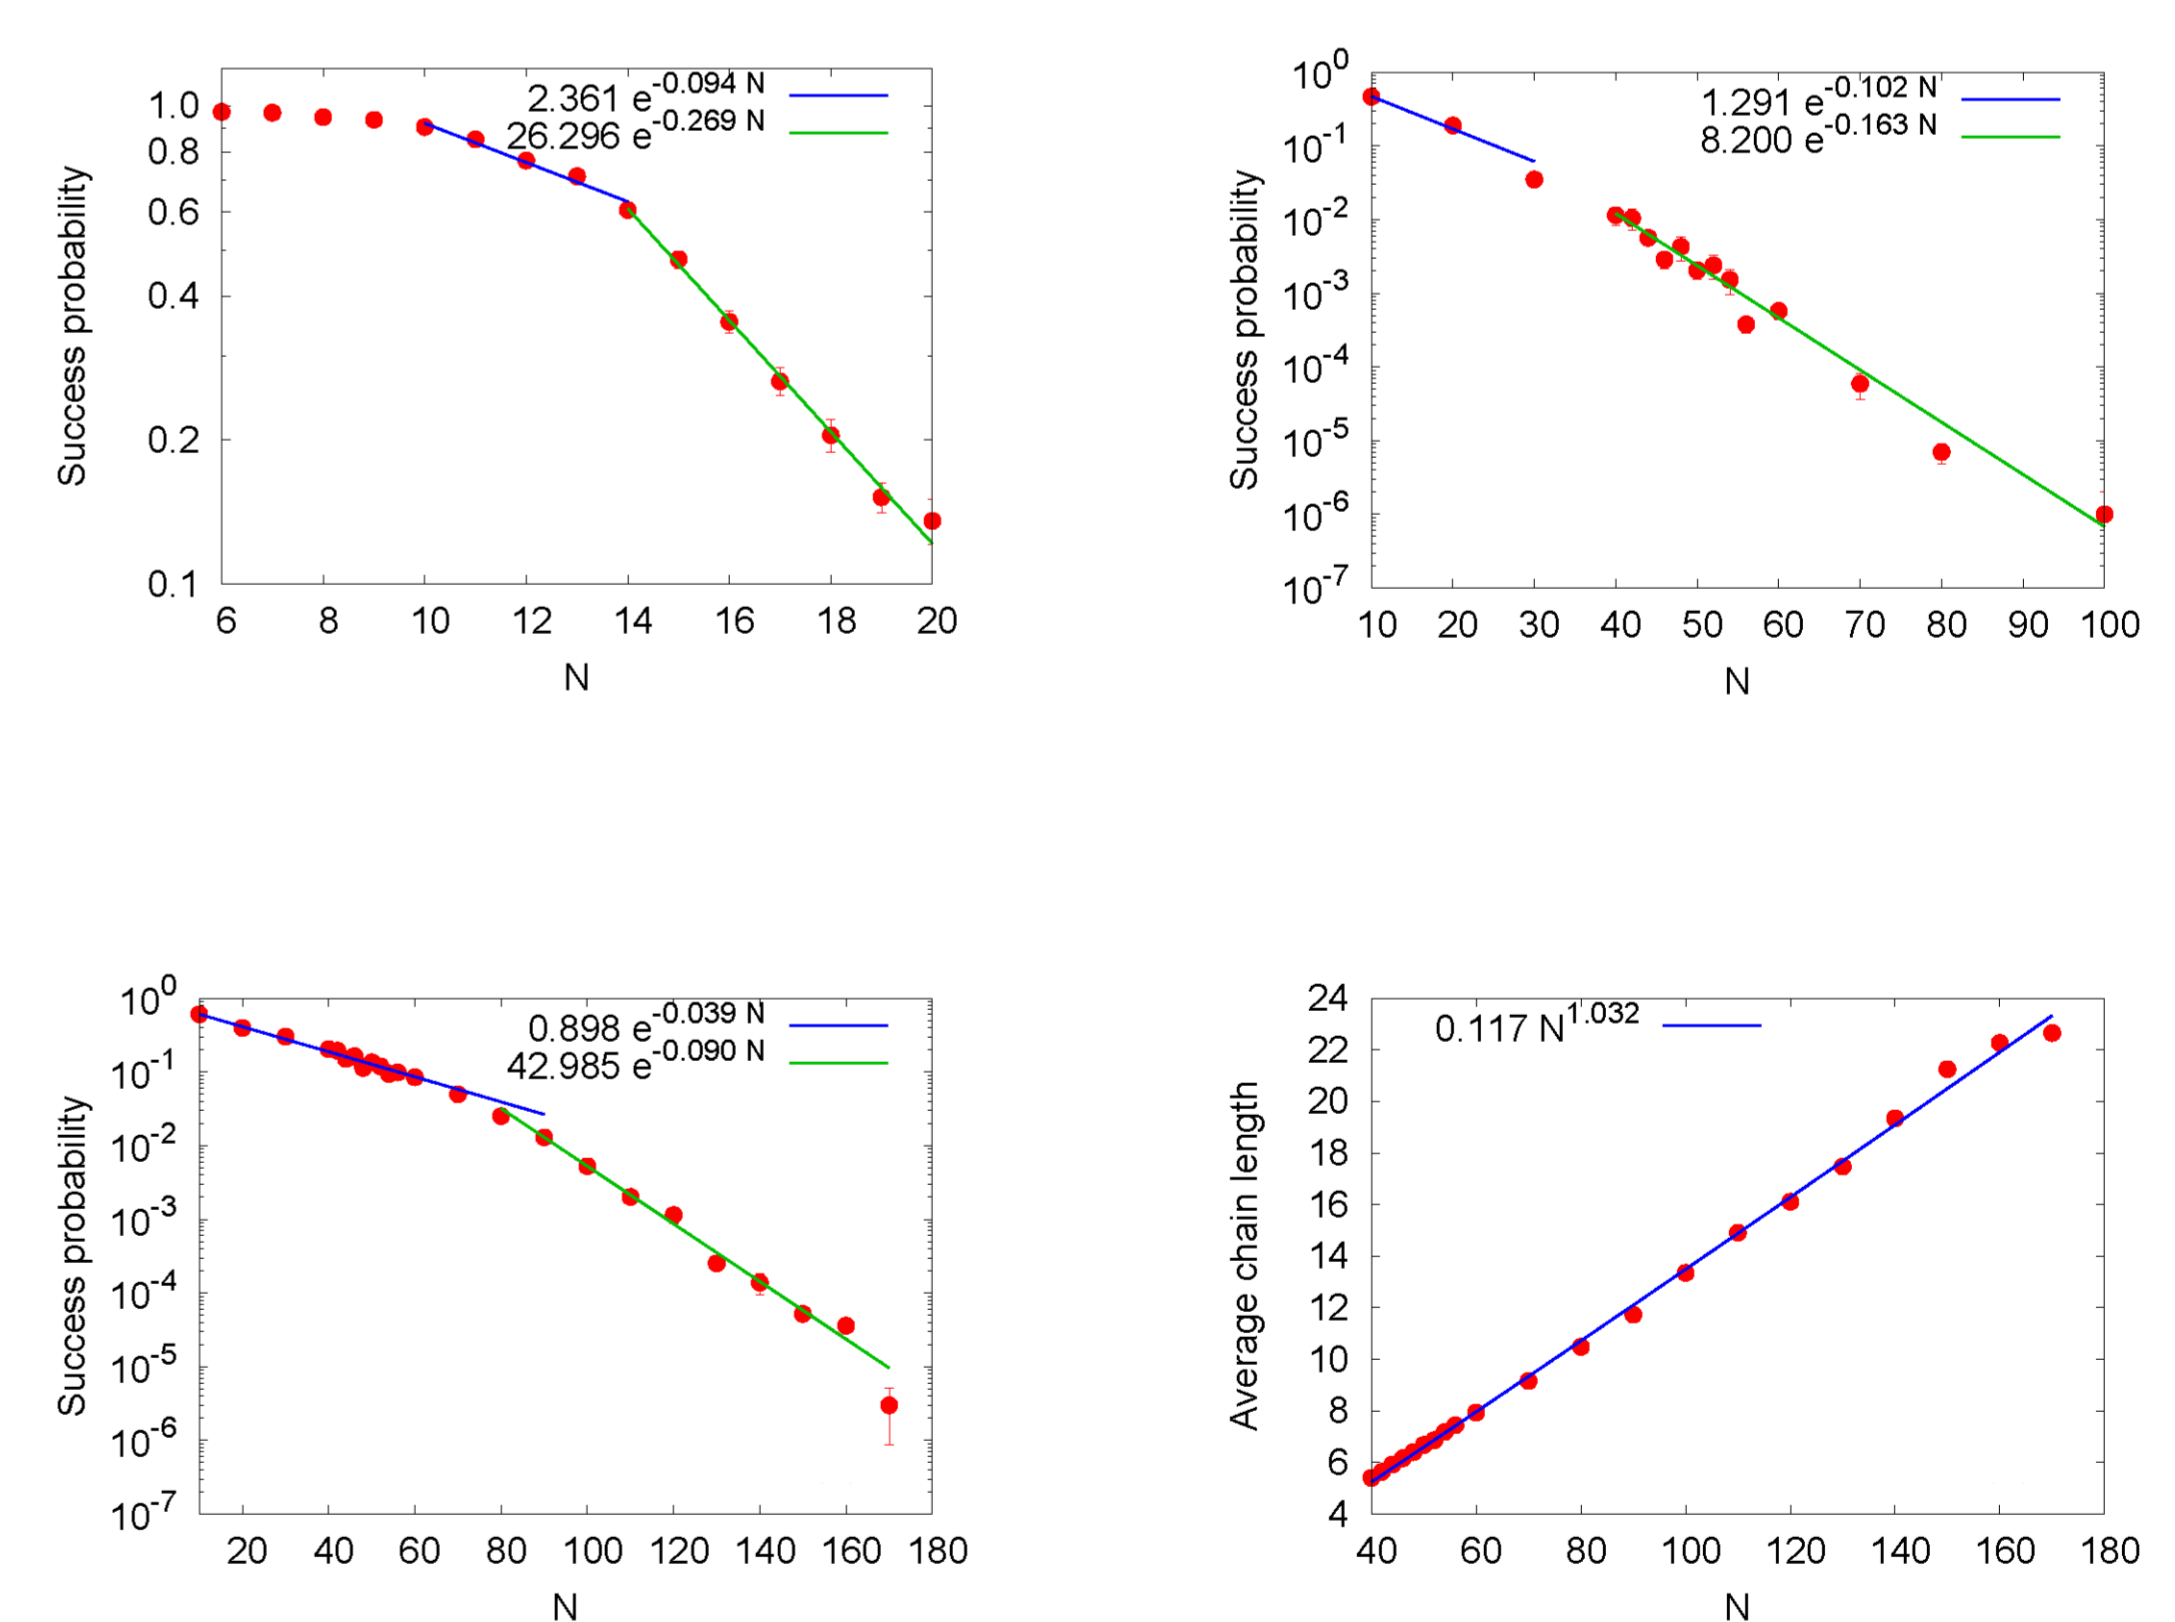 2.361 e^-0.094 N
26.296 e^-0.269 N
Success probability
1.0
0.8
0.6
0.4
0.2
0.1
6 8 10 12 14 16 18 20
N
1.291 e^-0.102 N
8.200 e^-0.163 N
Success probability
10^0
10^-1
10^-2
10^-3
10^-4
10^-5
10^-6
10^-7
10 20 30 40 50 60 70 80 90 100
N
0.898 e^-0.039 N
42.985 e^-0.090 N
Success probability
10^0
10^-1
10^-2
10^-3
10^-4
10^-5
10^-6
10^-7
20 40 60 80 100 120 140 160 180
N
0.117 N^1.032
Average chain length
24
22
20
18
16
14
12
10
8
6
4
40 60 80 100 120 140 160 180
N